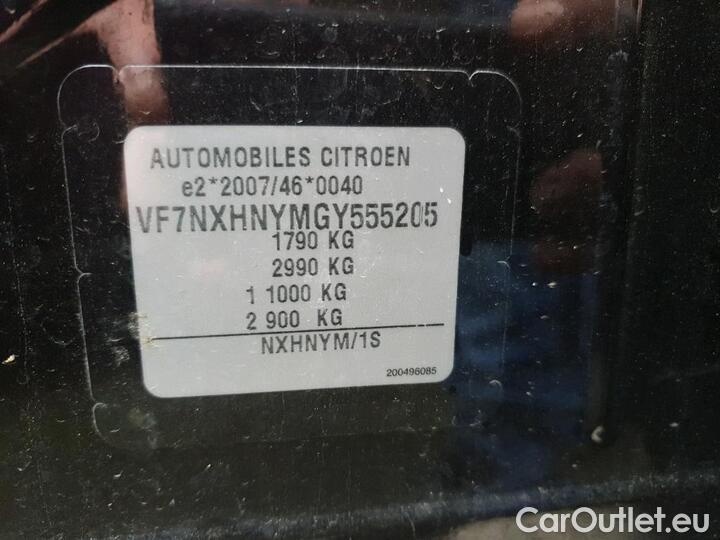 AUTOMOBILES CITROEN
e2*2007/46*0040
VF7NXHNYMGY555205
1790 KG
2990 KG
1 1000 KG
2 900 KG
NXHNYM/1S
200496085
CarOutlet.eu